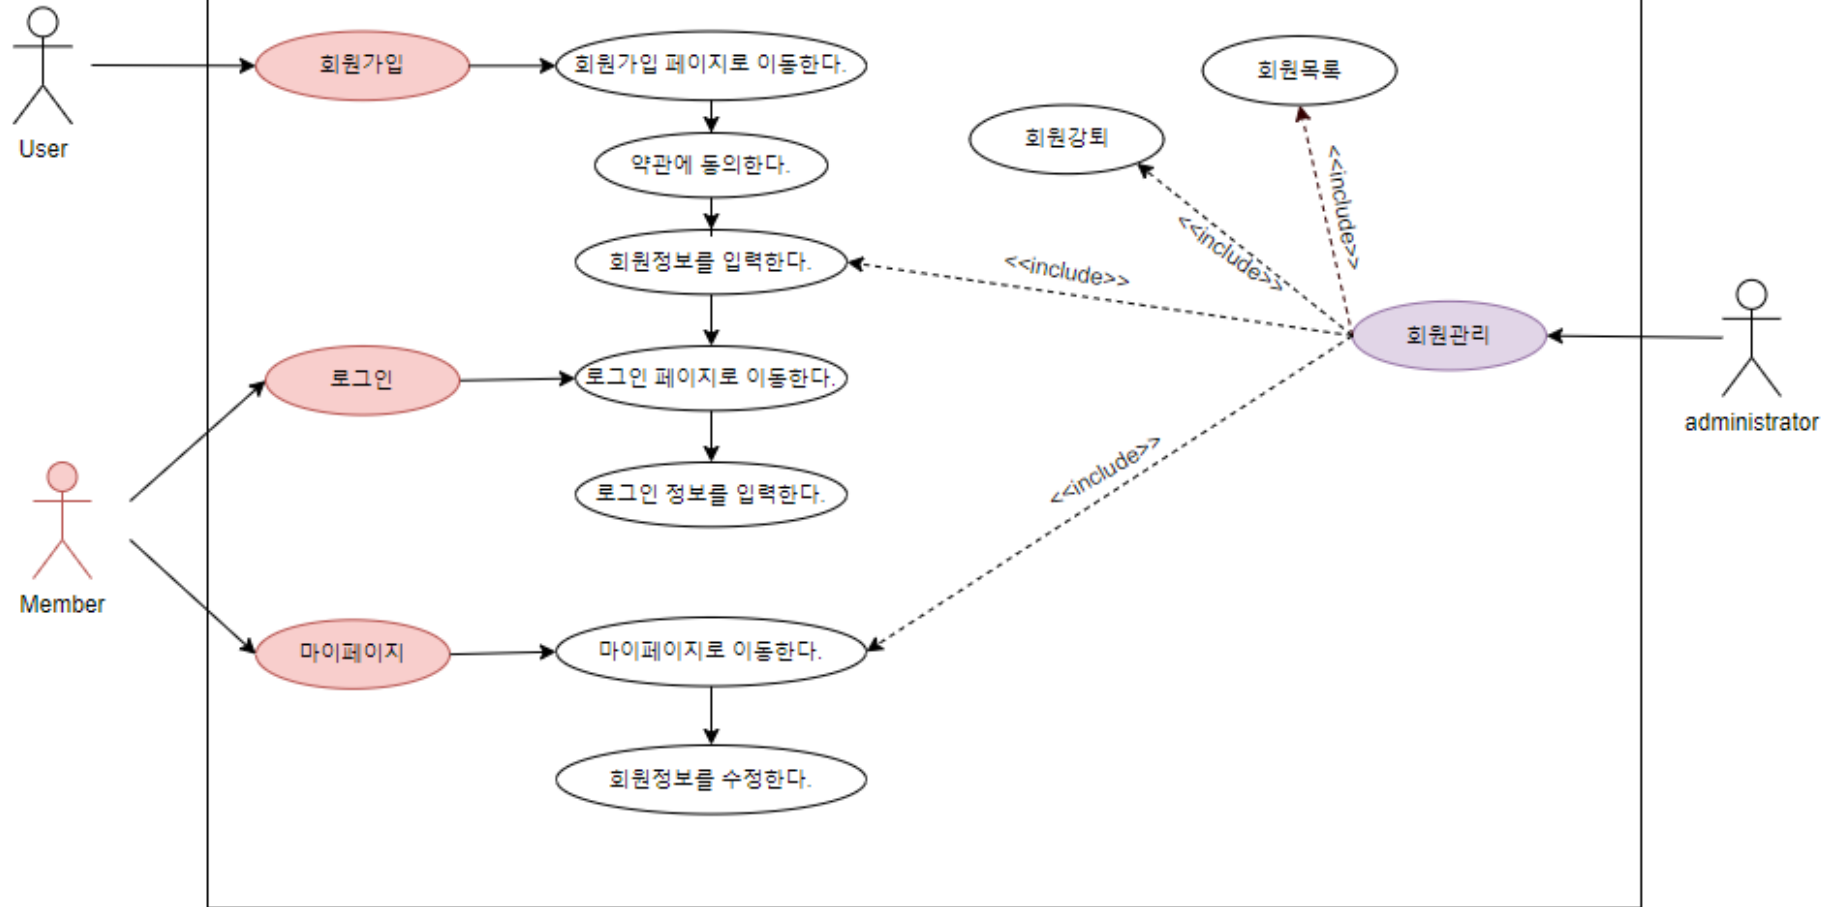 회원가입
회원가입 페이지로 이동한다.
회원목록
회원강퇴
User
약관에 동의한다.
<<include>>
<<include>>
회원정보를 입력한다.
<<include>>
회원관리
로그인
로그인 페이지로 이동한다.
administrator
<<include>>
로그인 정보를 입력한다.
Member
마이페이지
마이페이지로 이동한다.
회원정보를 수정한다.